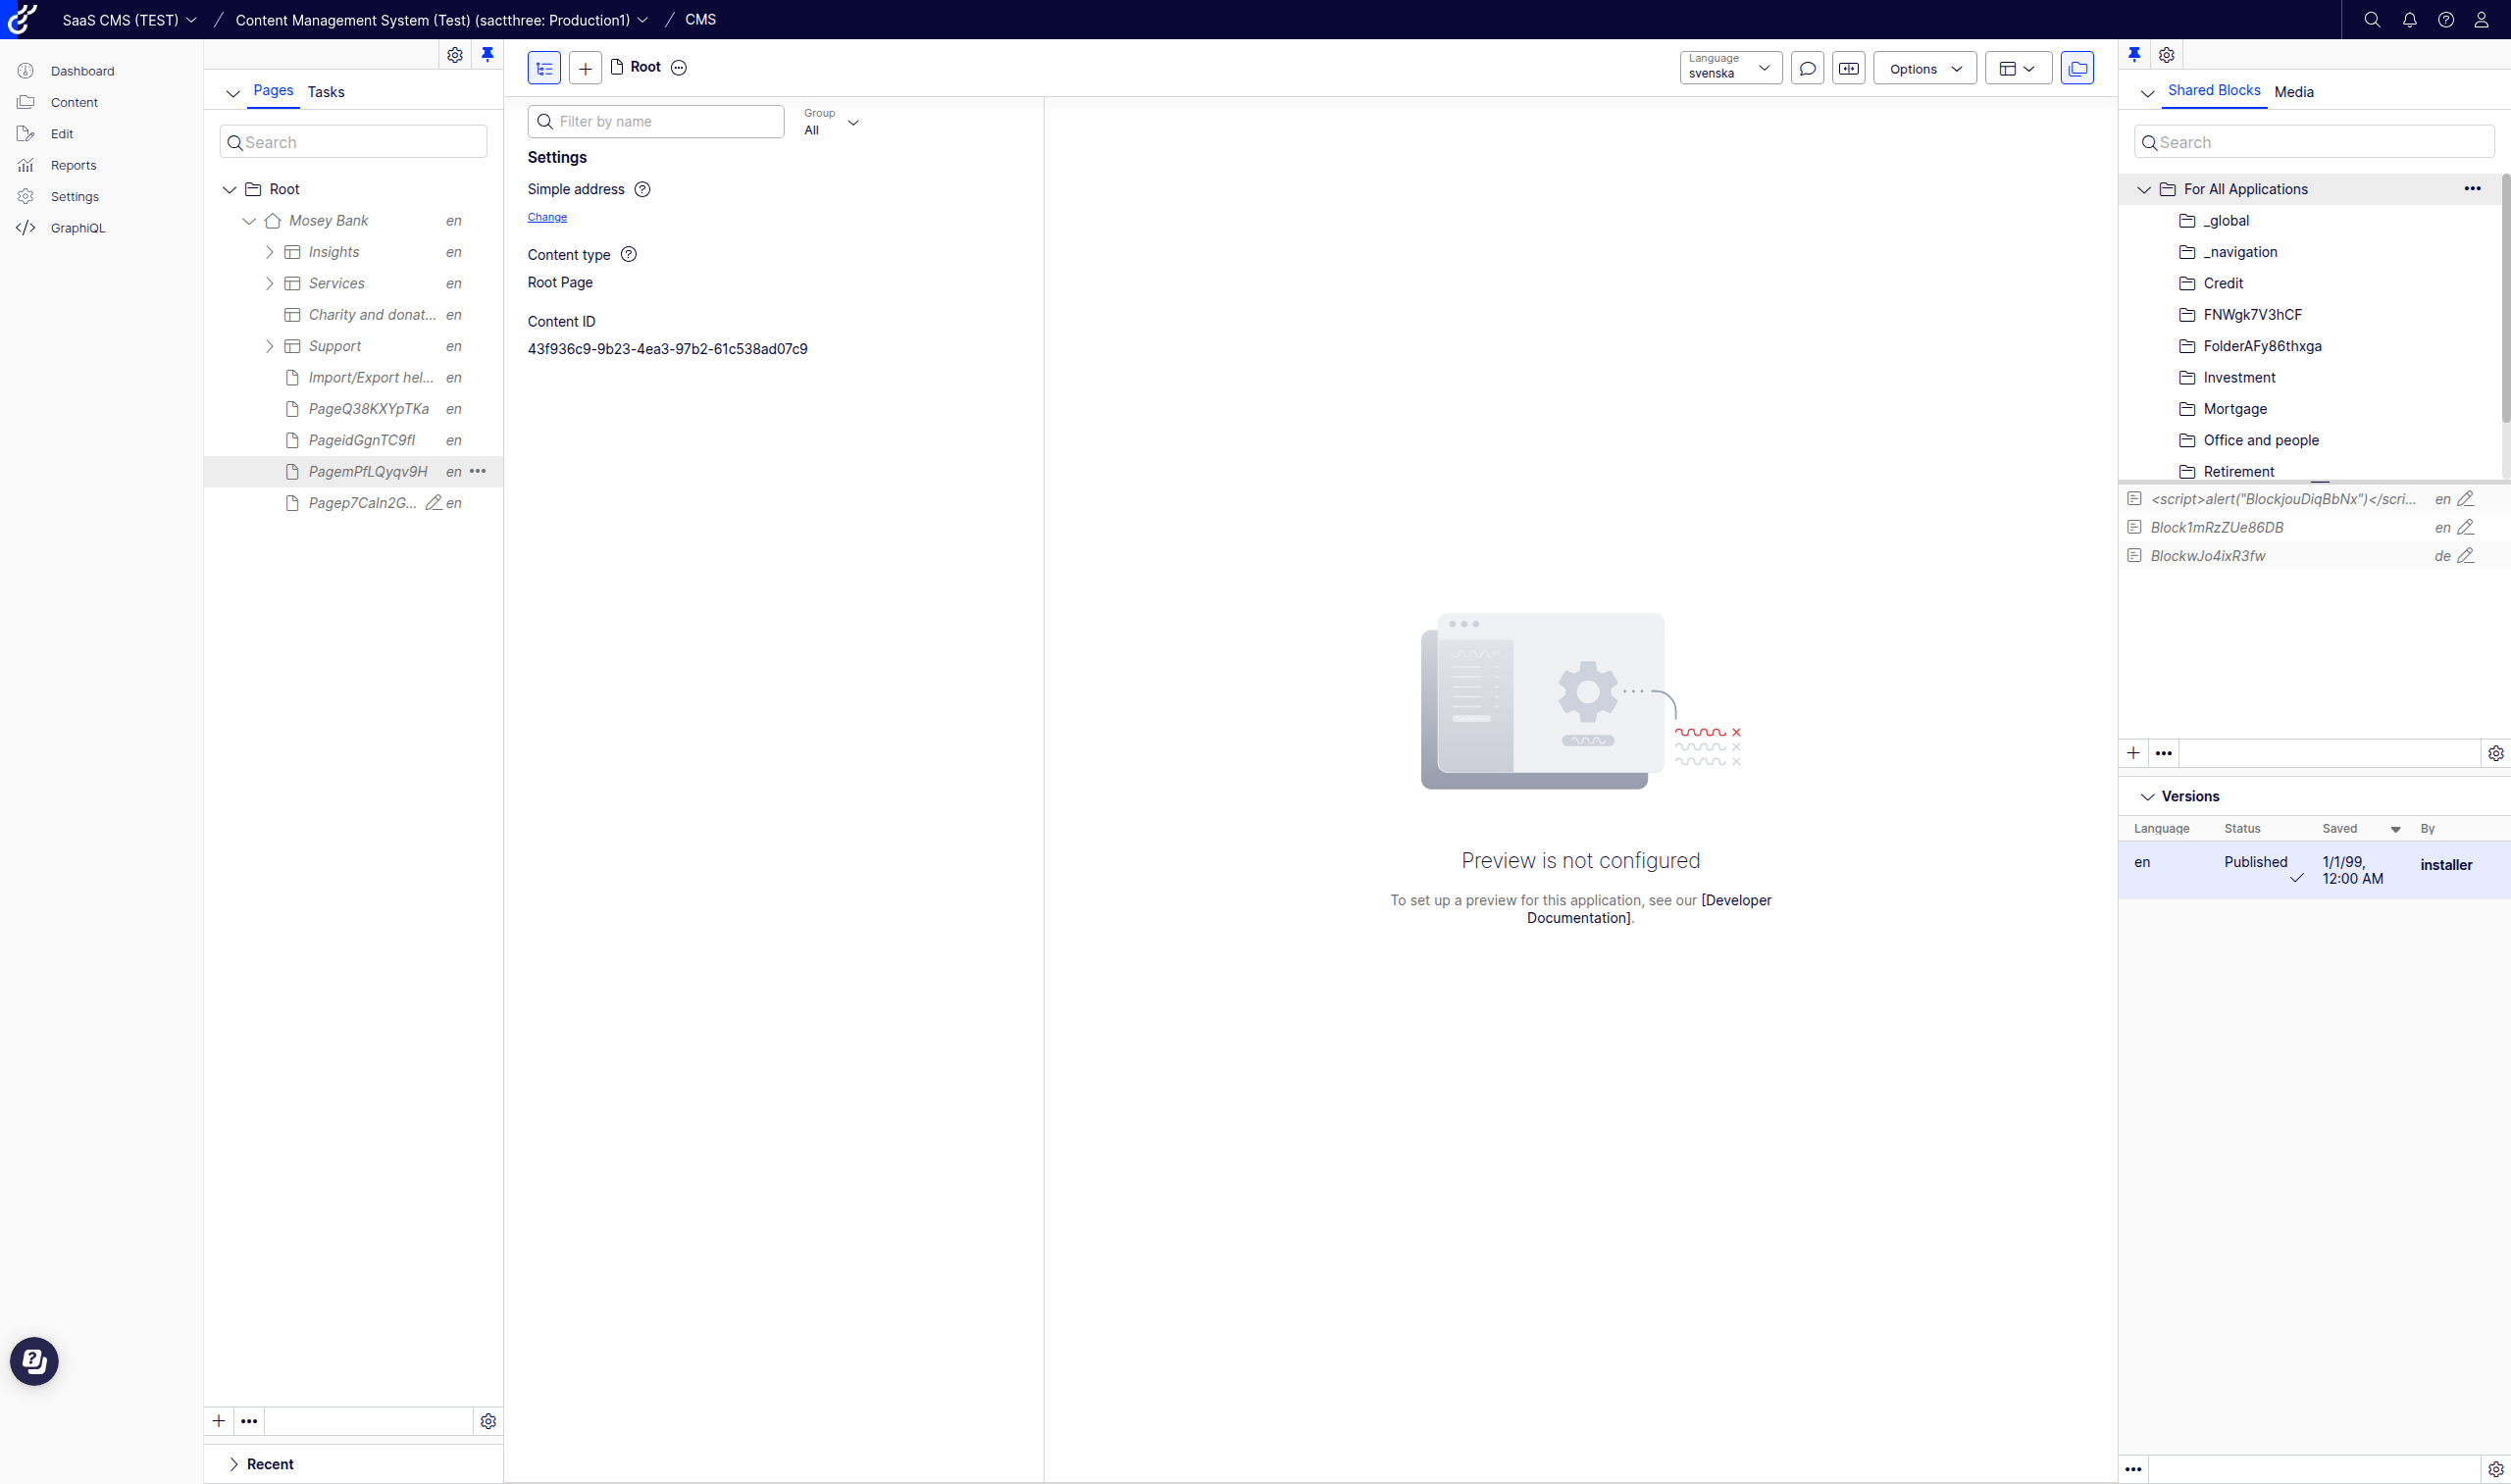 SaaS CMS (TEST) / Content Management System (Test) (sactthree: Production1) / CMS
Dashboard
Content
Edit
Reports
Settings
GraphiQL
Pages Tasks
Search
Root
Mosey Bank en
Insights en
Services en
Charity and donat... en
Support en
Import/Export hel... en
PageQ38KXYpTKa en
PageidGgnTC9fI en
PagemPfLQyqv9H en
Pagep7CaIn2G... en
Recent
Root
Language
svenska
Options
Filter by name
Group
All
Settings
Simple address
Change
Content type
Root Page
Content ID
43f936c9-9b23-4ea3-97b2-61c538ad07c9
Preview is not configured
To set up a preview for this application, see our [Developer
Documentation].
Shared Blocks Media
Search
For All Applications
_global
_navigation
Credit
FNWgk7V3hCF
FolderAFy86thxga
Investment
Mortgage
Office and people
Retirement
<script>alert("BlockjouDiqBbNx")</scri... en
Block1mRzZUe86DB en
BlockwJo4ixR3fw de
Versions
Language Status Saved By
en Published 1/1/99, installer
12:00 AM